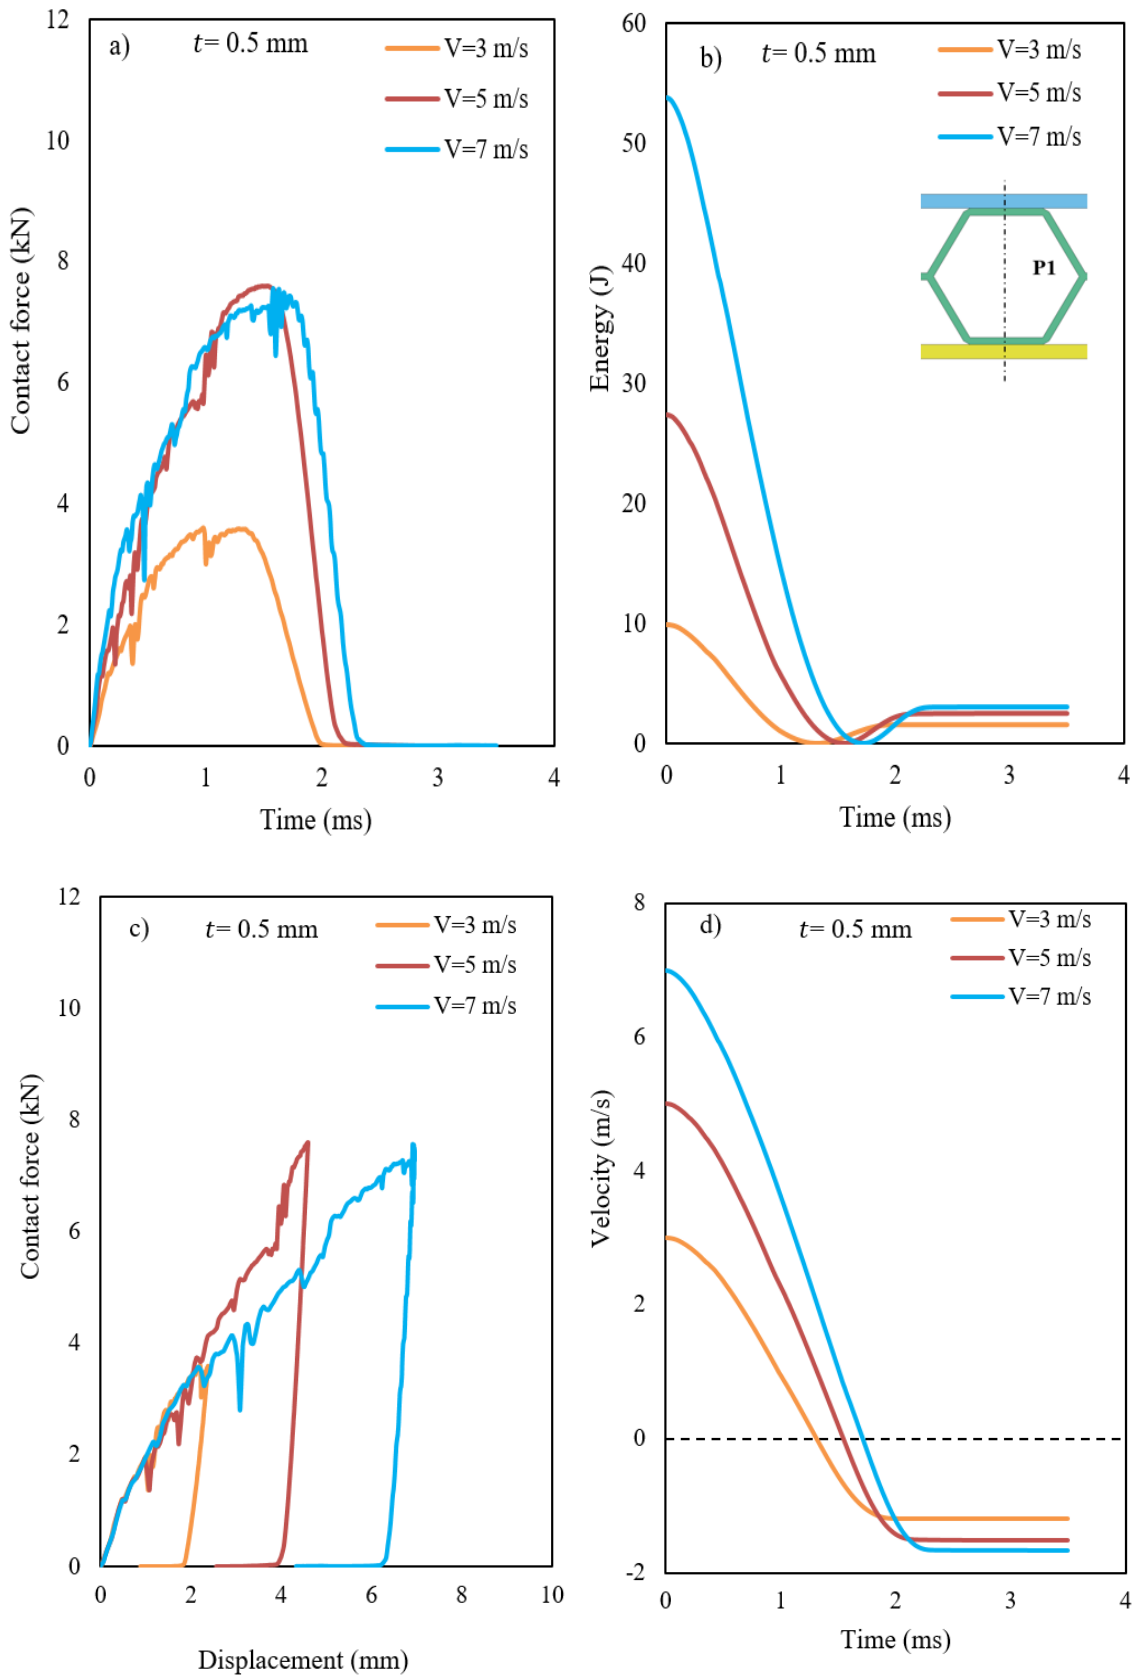 a)
t= 0.5 mm
V=3 m/s
V=5 m/s
V=7 m/s
12
10
8
6
4
2
0
Contact force (kN)
0 1 2 3 4
Time (ms)
b)
t= 0.5 mm
V=3 m/s
V=5 m/s
V=7 m/s
P1
60
50
40
30
20
10
0
Energy (J)
0 1 2 3 4
Time (ms)
c)
t= 0.5 mm
V=3 m/s
V=5 m/s
V=7 m/s
12
10
8
6
4
2
0
Contact force (kN)
0 2 4 6 8 10
Displacement (mm)
d)
t= 0.5 mm
V=3 m/s
V=5 m/s
V=7 m/s
8
6
4
2
0
-2
Velocity (m/s)
0 1 2 3 4
Time (ms)